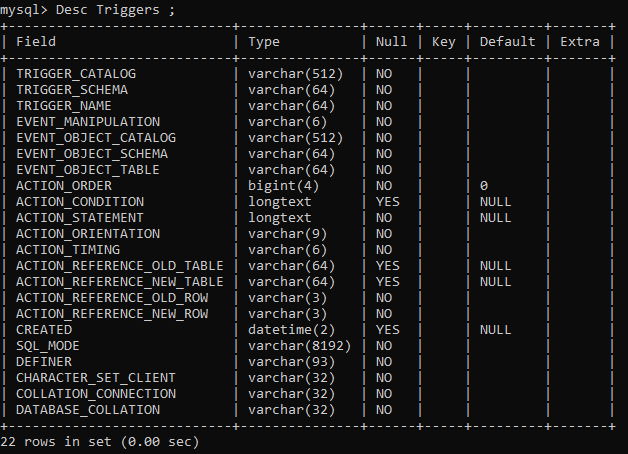 mysql> Desc Triggers ;
+----------------------------+---------------+------+-----+---------+-------+
| Field                      | Type          | Null | Key | Default | Extra |
+----------------------------+---------------+------+-----+---------+-------+
| TRIGGER_CATALOG            | varchar(512)  | NO   |     |         |       |
| TRIGGER_SCHEMA             | varchar(64)   | NO   |     |         |       |
| TRIGGER_NAME               | varchar(64)   | NO   |     |         |       |
| EVENT_MANIPULATION         | varchar(6)    | NO   |     |         |       |
| EVENT_OBJECT_CATALOG       | varchar(512)  | NO   |     |         |       |
| EVENT_OBJECT_SCHEMA        | varchar(64)   | NO   |     |         |       |
| EVENT_OBJECT_TABLE         | varchar(64)   | NO   |     |         |       |
| ACTION_ORDER               | bigint(4)     | NO   |     | 0       |       |
| ACTION_CONDITION           | longtext      | YES  |     | NULL    |       |
| ACTION_STATEMENT           | longtext      | NO   |     | NULL    |       |
| ACTION_ORIENTATION         | varchar(9)    | NO   |     |         |       |
| ACTION_TIMING              | varchar(6)    | NO   |     |         |       |
| ACTION_REFERENCE_OLD_TABLE | varchar(64)   | YES  |     | NULL    |       |
| ACTION_REFERENCE_NEW_TABLE | varchar(64)   | YES  |     | NULL    |       |
| ACTION_REFERENCE_OLD_ROW   | varchar(3)    | NO   |     |         |       |
| ACTION_REFERENCE_NEW_ROW   | varchar(3)    | NO   |     |         |       |
| CREATED                    | datetime(2)   | YES  |     | NULL    |       |
| SQL_MODE                   | varchar(8192) | NO   |     |         |       |
| DEFINER                    | varchar(93)   | NO   |     |         |       |
| CHARACTER_SET_CLIENT       | varchar(32)   | NO   |     |         |       |
| COLLATION_CONNECTION       | varchar(32)   | NO   |     |         |       |
| DATABASE_COLLATION         | varchar(32)   | NO   |     |         |       |
+----------------------------+---------------+------+-----+---------+-------+
22 rows in set (0.00 sec)